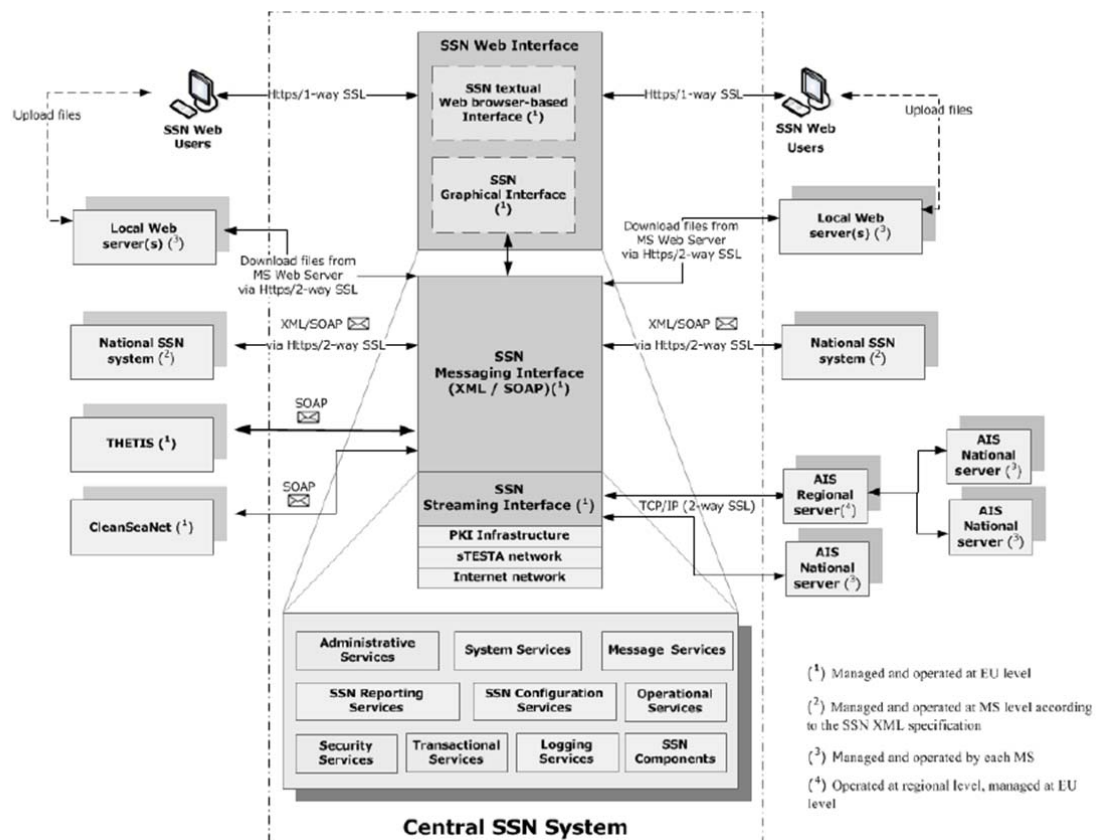 SSN Web Interface
SSN textual
Web browser-based
Interface (¹)
SSN
Graphical Interface
(¹)
Https/1-way SSL
Https/1-way SSL
Upload files
SSN Web
Users
Upload files
SSN Web
Users
Local Web
server(s) (³)
Download files from
MS Web Server
via Https/2-way SSL
Download files from
MS Web Server
via Https/2-way SSL
Local Web
server(s) (³)
National SSN
system (²)
XML/SOAP
via Https/2-way SSL
SSN
Messaging Interface
(XML / SOAP)(¹)
XML/SOAP
via Https/2-way SSL
National SSN
system (²)
THETIS (¹)
SOAP
CleanSeaNet (¹)
SOAP
SSN
Streaming Interface (¹)
TCP/IP (2-way SSL)
AIS
Regional
server(⁴)
AIS
National
server (³)
AIS
National
server (³)
AIS
National
server (³)
PKI Infrastructure
sTESTA network
Internet network
Administrative
Services
System Services
Message Services
SSN Reporting
Services
SSN Configuration
Services
Operational
Services
Security
Services
Transactional
Services
Logging
Services
SSN
Components
Central SSN System
(¹) Managed and operated at EU level
(²) Managed and operated at MS level according
to the SSN XML specification
(³) Managed and operated by each MS
(⁴) Operated at regional level, managed at EU
level